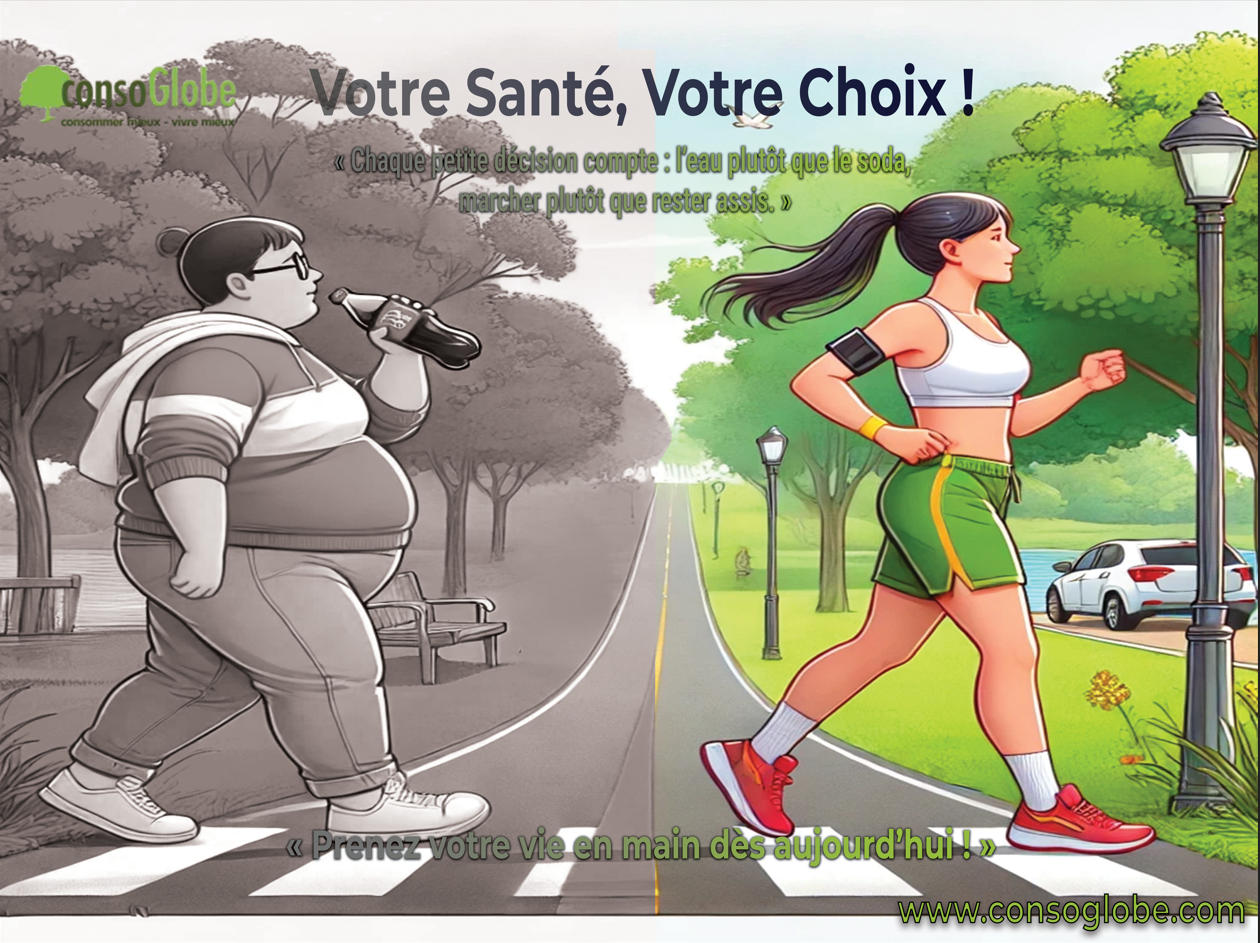 consoGlobe
consommer mieux - vivre mieux
Votre Santé, Votre Choix !
« Chaque petite décision compte : l'eau plutôt que le soda,
marcher plutôt que rester assis. »
« Prenez votre vie en main dès aujourd'hui ! »
www.consoglobe.com